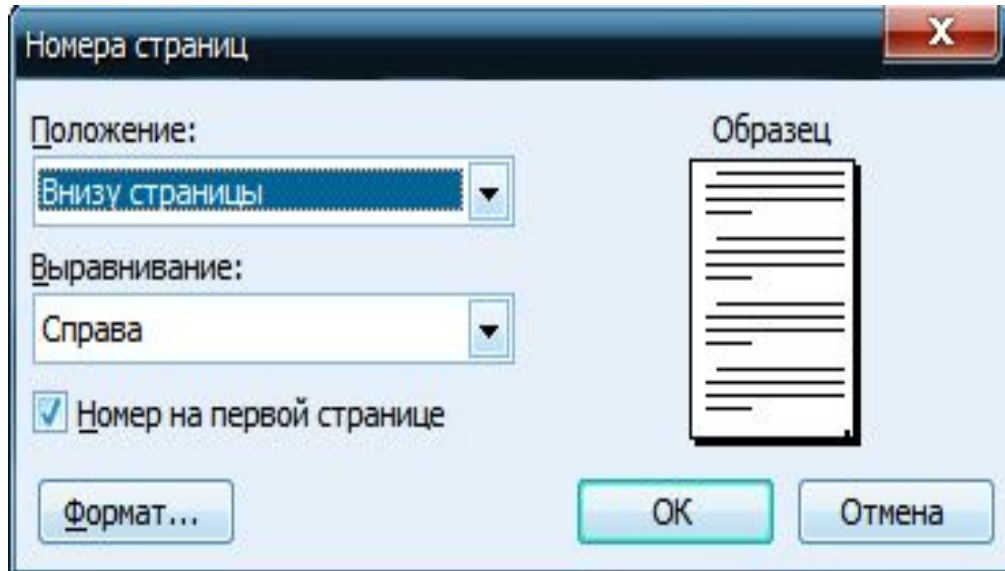 Номера страниц
X
Положение:
Образец
Внизу страницы
Выравнивание:
Справа
Номер на первой странице
Формат...
ОК
Отмена